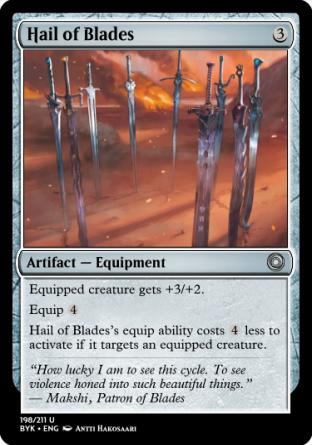 Hail of Blades 3
Artifact — Equipment
Equipped creature gets +3/+2.
Equip 4
Hail of Blades's equip ability costs 4 less to
activate if it targets an equipped creature.
"How lucky I am to see this cycle. To see
violence honed into such beautiful things."
— Makshi, Patron of Blades
198/211 U
BYK • ENG Antti Hakosaari